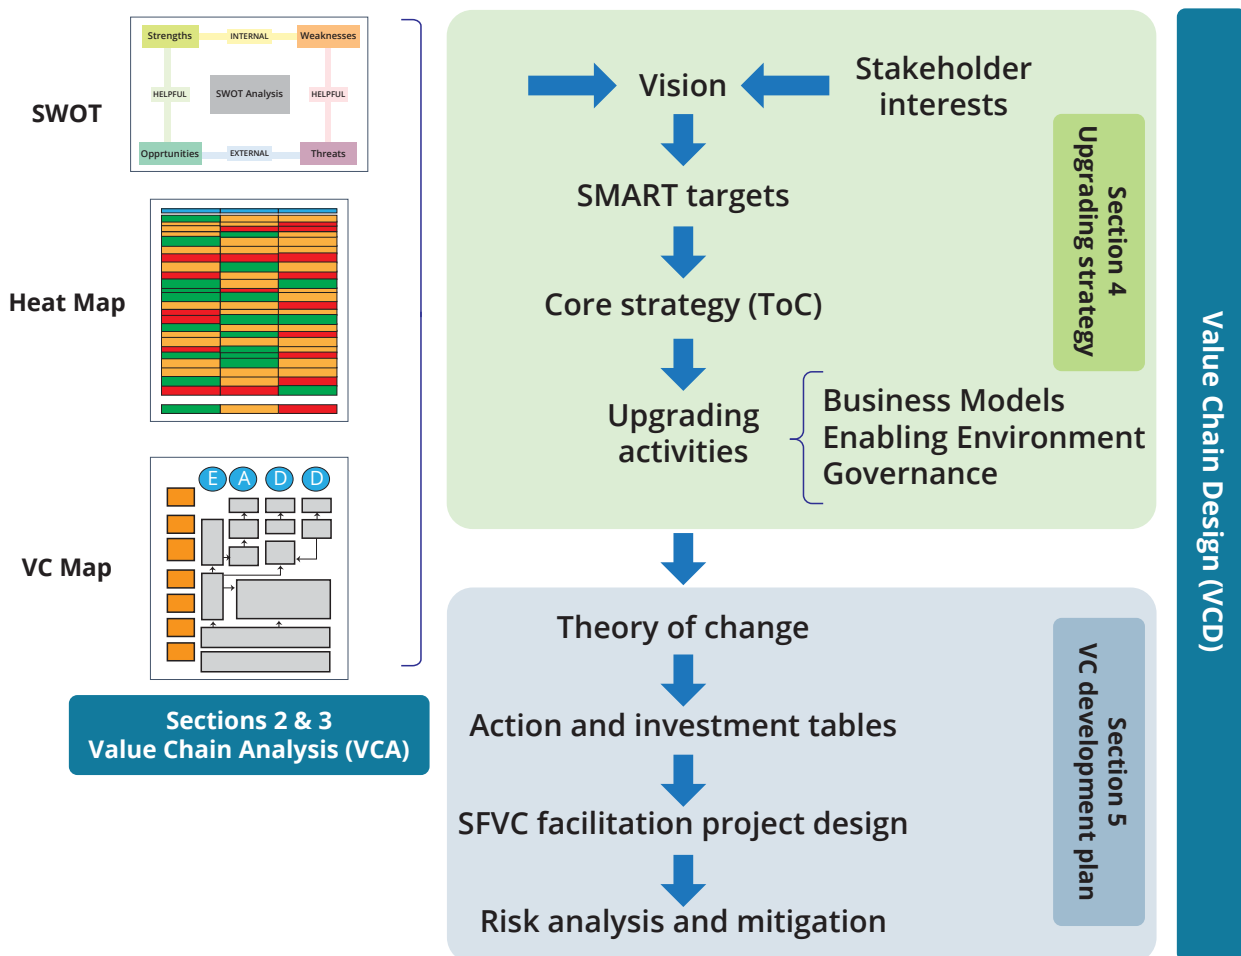 SWOT
Strengths
INTERNAL
Weaknesses
HELPFUL
SWOT Analysis
HELPFUL
Opprtunities
EXTERNAL
Threats
Heat Map
VC Map
E
A
D
D
Sections 2 & 3
Value Chain Analysis (VCA)
Vision
Stakeholder
interests
SMART targets
Core strategy (ToC)
Upgrading
activities
Business Models
Enabling Environment
Governance
Section 4
Upgrading strategy
Theory of change
Action and investment tables
SFVC facilitation project design
Risk analysis and mitigation
Section 5
VC development plan
Value Chain Design (VCD)